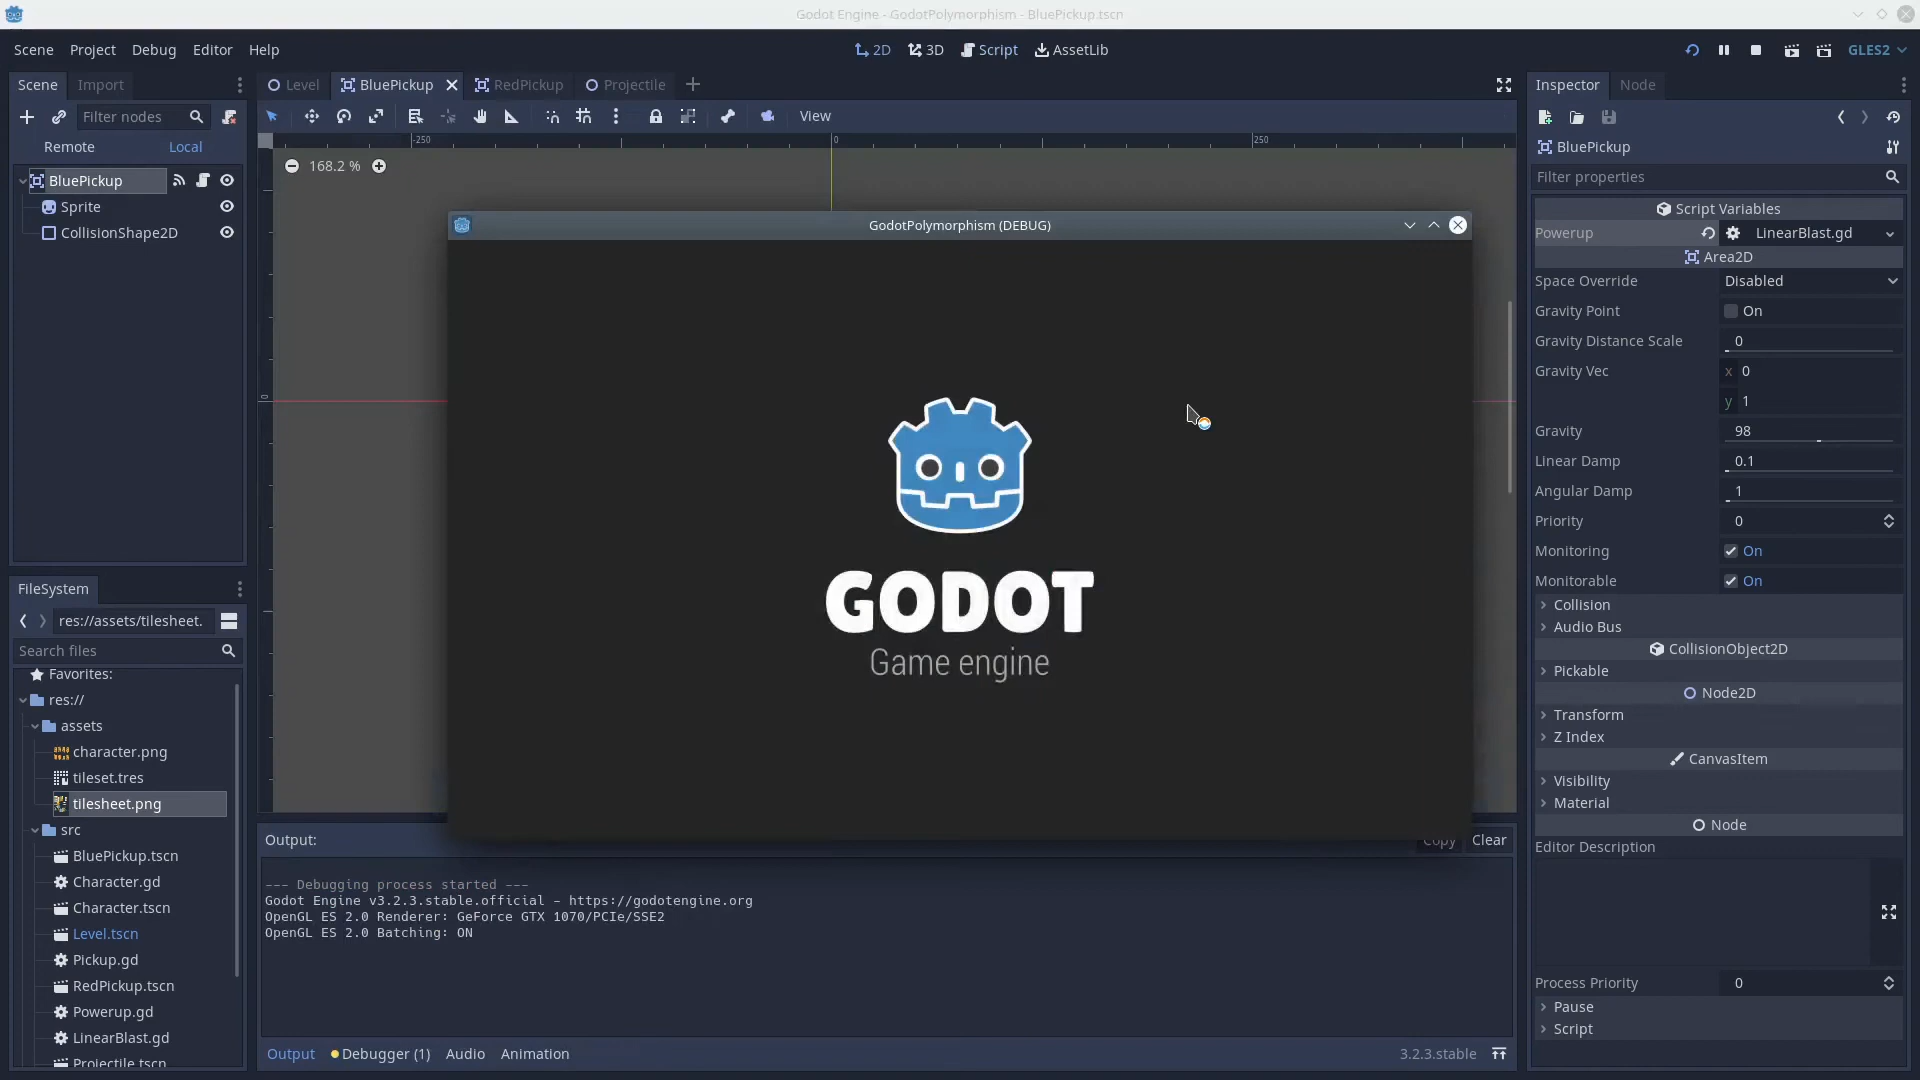 Godot Engine - GodotPolymorphism - BluePickup.tscn
Scene Project Debug Editor Help
2D 3D Script AssetLib
GLES2
Scene Import
Level BluePickup RedPickup Projectile
Inspector Node
Filter nodes
View
Remote Local
-250 0 250
168.2 %
0
BluePickup
Sprite
CollisionShape2D
GodotPolymorphism (DEBUG)
GODOT
Game engine
FileSystem
res://assets/tilesheet.
Search files
Favorites:
res://
assets
character.png
tileset.tres
tilesheet.png
src
BluePickup.tscn
Character.gd
Character.tscn
Level.tscn
Pickup.gd
RedPickup.tscn
Powerup.gd
LinearBlast.gd
Projectile.tscn
Output:
Copy Clear
--- Debugging process started ---
Godot Engine v3.2.3.stable.official - https://godotengine.org
OpenGL ES 2.0 Renderer: GeForce GTX 1070/PCIe/SSE2
OpenGL ES 2.0 Batching: ON
Output Debugger (1) Audio Animation
3.2.3.stable
BluePickup
Filter properties
Script Variables
Powerup LinearBlast.gd
Area2D
Space Override Disabled
Gravity Point On
Gravity Distance Scale 0
Gravity Vec x 0
y 1
Gravity 98
Linear Damp 0.1
Angular Damp 1
Priority 0
Monitoring On
Monitorable On
Collision
Audio Bus
CollisionObject2D
Pickable
Node2D
Transform
Z Index
CanvasItem
Visibility
Material
Node
Editor Description
Process Priority 0
Pause
Script